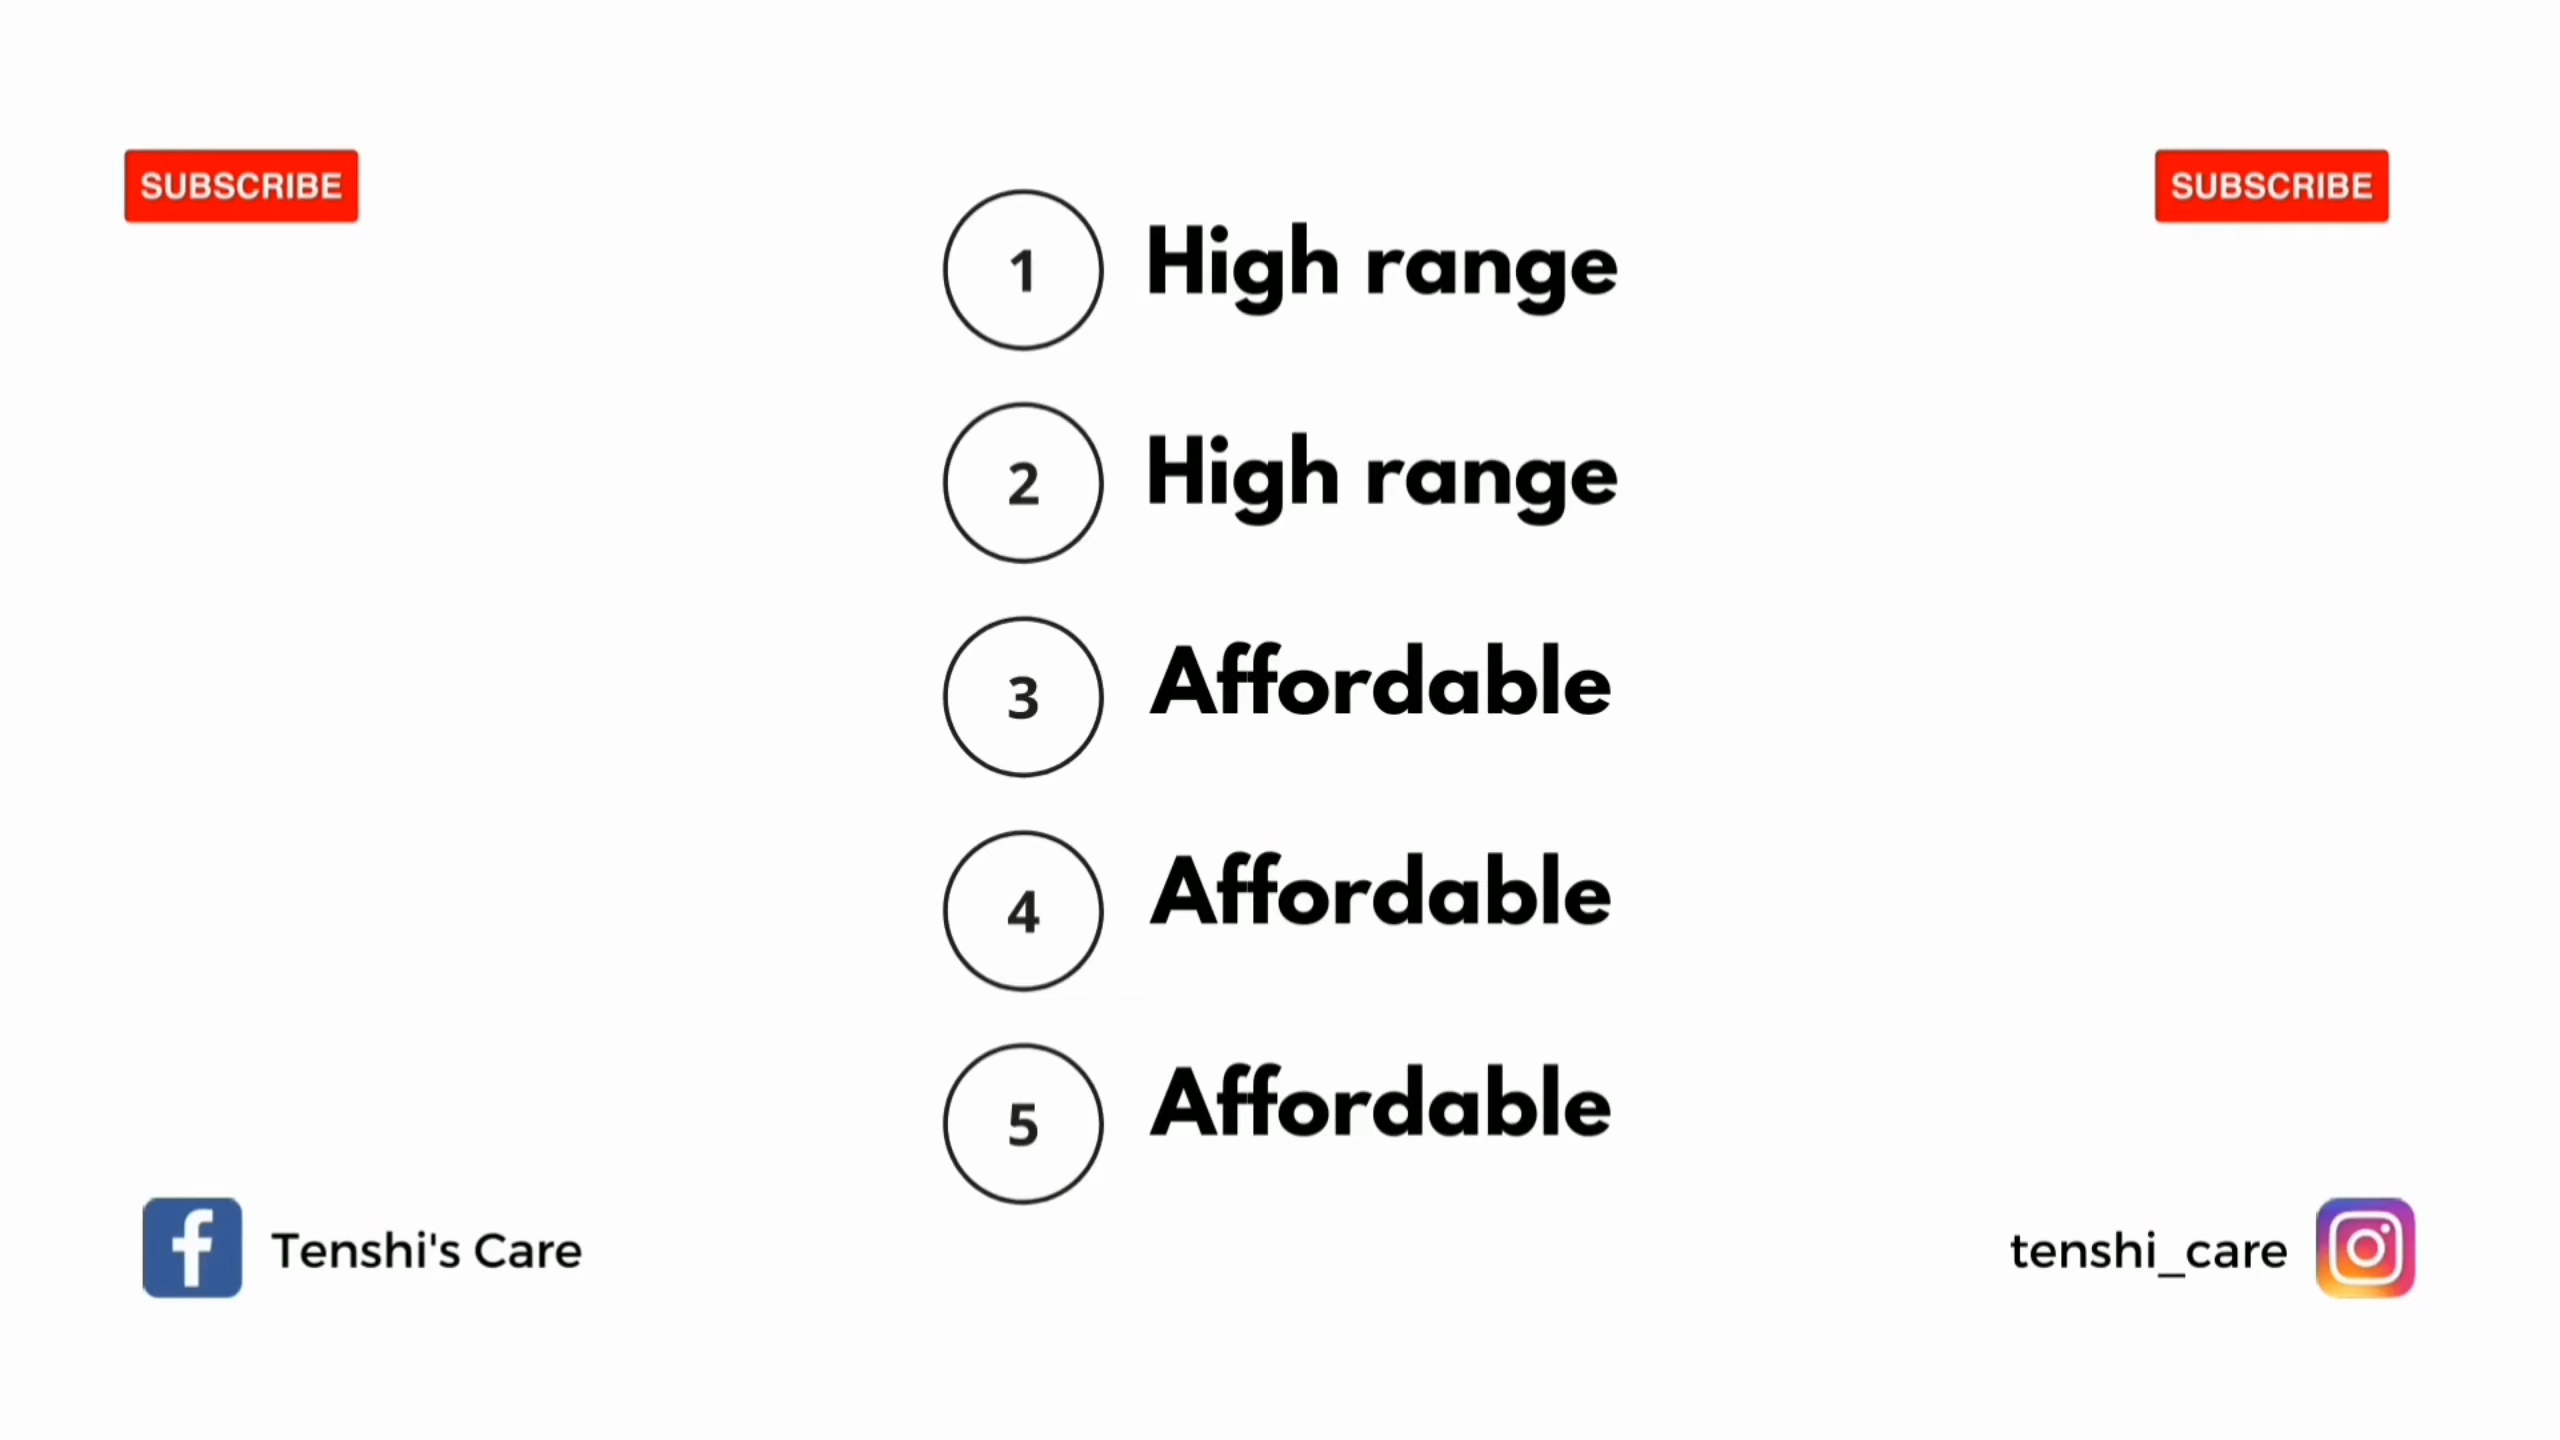 SUBSCRIBE
SUBSCRIBE
1 High range
2 High range
3 Affordable
4 Affordable
5 Affordable
Tenshi's Care
tenshi_care